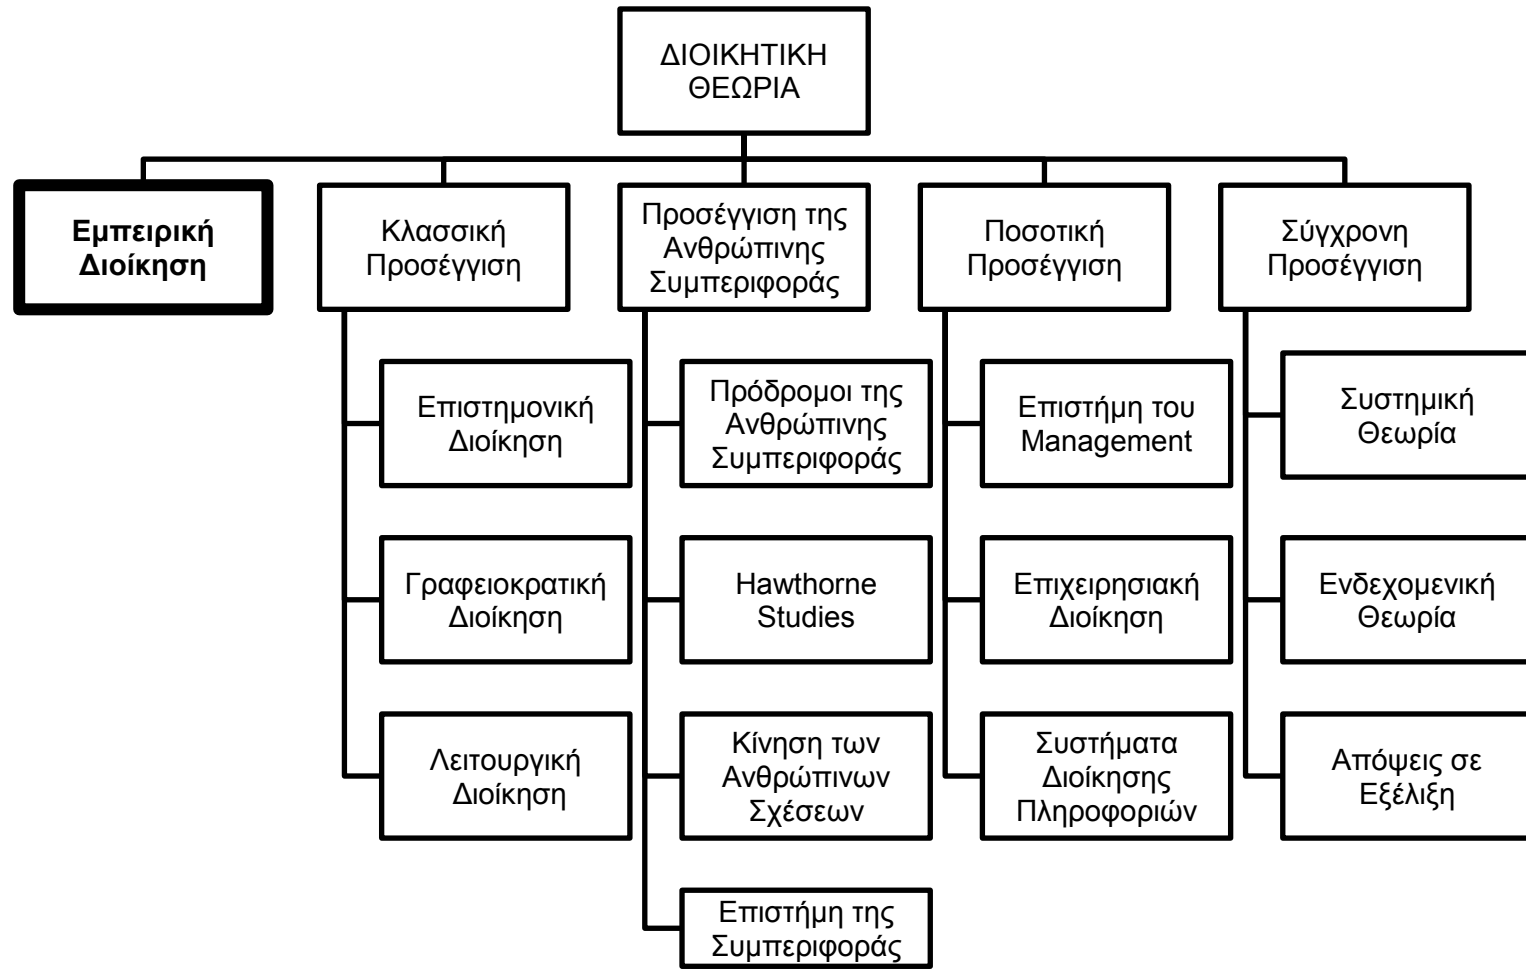 ΔΙΟΙΚΗΤΙΚΗ
ΘΕΩΡΙΑ
Εμπειρική
Διοίκηση
Κλασσική
Προσέγγιση
Προσέγγιση της
Ανθρώπινης
Συμπεριφοράς
Ποσοτική
Προσέγγιση
Σύγχρονη
Προσέγγιση
Επιστημονική
Διοίκηση
Πρόδρομοι της
Ανθρώπινης
Συμπεριφοράς
Επιστήμη του
Management
Συστημική
Θεωρία
Γραφειοκρατική
Διοίκηση
Hawthorne
Studies
Επιχειρησιακή
Διοίκηση
Ενδεχομενική
Θεωρία
Λειτουργική
Διοίκηση
Κίνηση των
Ανθρώπινων
Σχέσεων
Συστήματα
Διοίκησης
Πληροφοριών
Απόψεις σε
Εξέλιξη
Επιστήμη της
Συμπεριφοράς